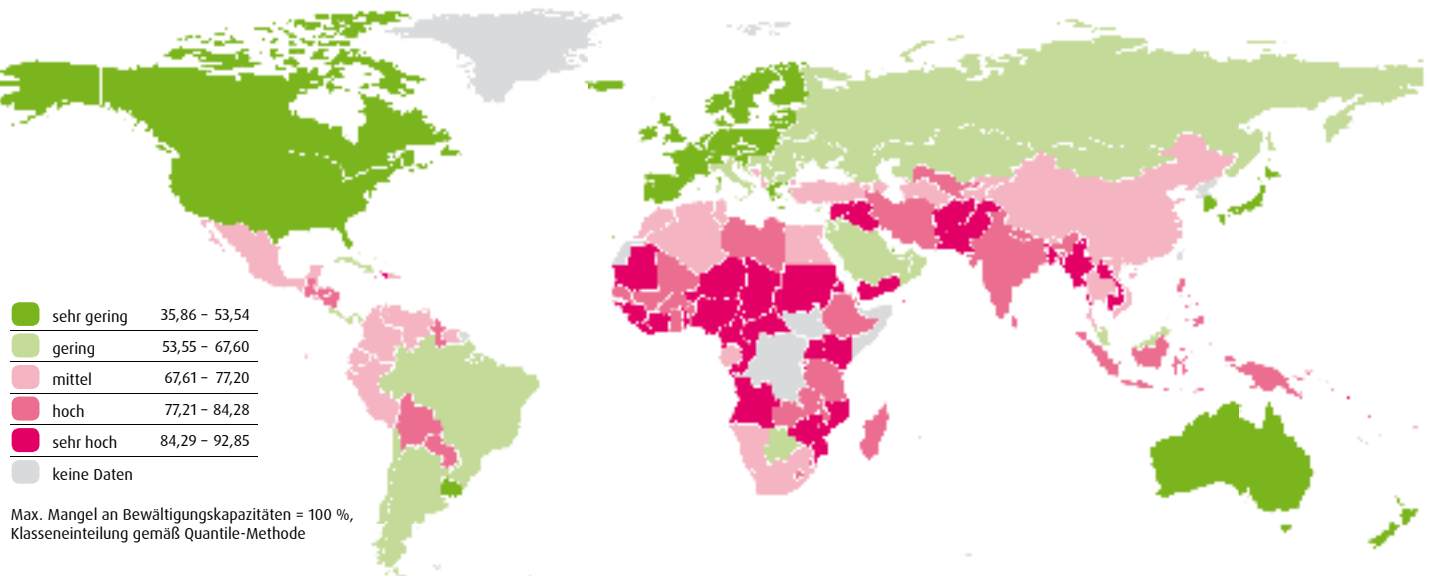 sehr gering 35,86 – 53,54
gering 53,55 – 67,60
mittel 67,61 – 77,20
hoch 77,21 – 84,28
sehr hoch 84,29 – 92,85
keine Daten
Max. Mangel an Bewältigungskapazitäten = 100 %,
Klasseneinteilung gemäß Quantile-Methode